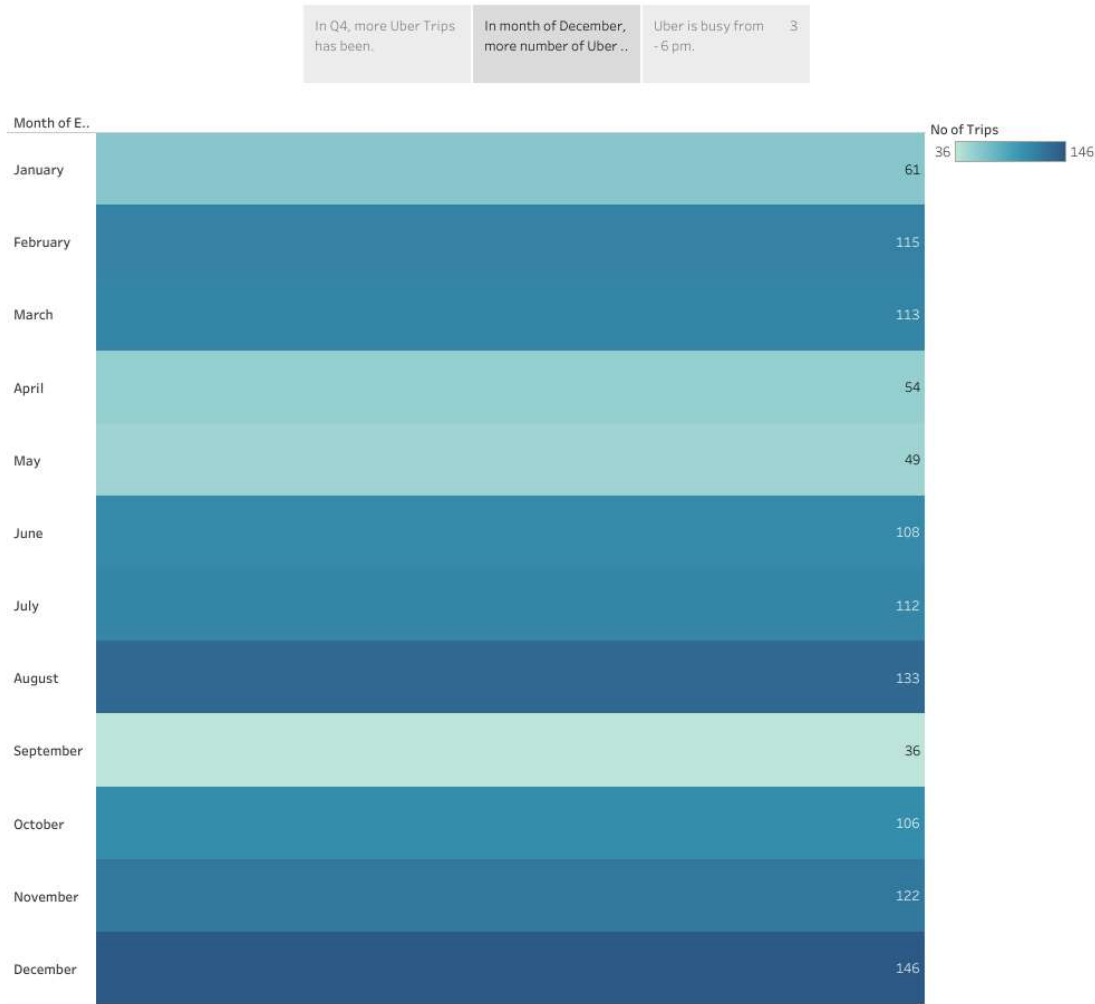 In Q4, more Uber Trips
has been.
In month of December,
more number of Uber ..
Uber is busy from 3
- 6 pm.
Month of E..
No of Trips
36 146
January 61
February 115
March 113
April 54
May 49
June 108
July 112
August 133
September 36
October 106
November 122
December 146